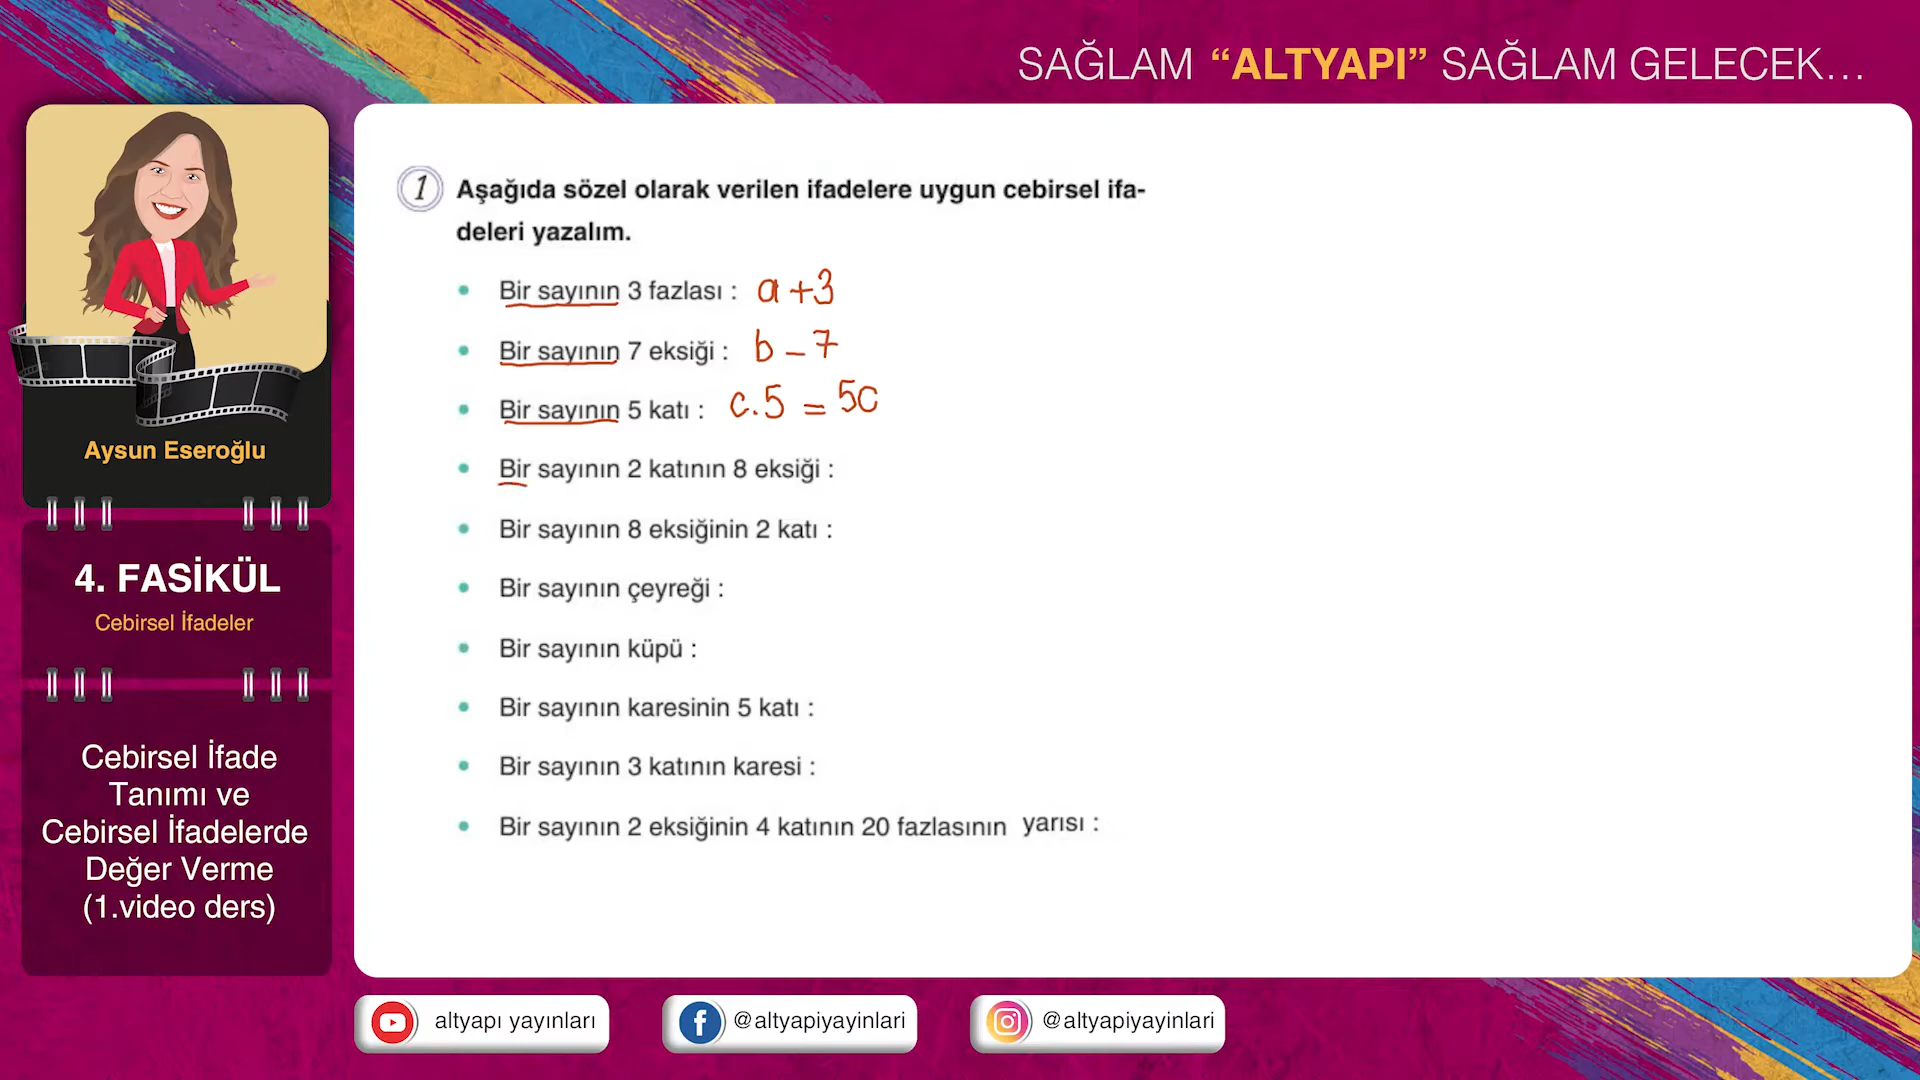 SAĞLAM “ALTYAPI” SAĞLAM GELECEK...
Aysun Eseroğlu
4. FASİKÜL
Cebirsel İfadeler
Cebirsel İfade
Tanımı ve
Cebirsel İfadelerde
Değer Verme
(1.video ders)
1 Aşağıda sözel olarak verilen ifadelere uygun cebirsel ifa-
deleri yazalım.
• Bir sayının 3 fazlası : a + 3
• Bir sayının 7 eksiği : b - 7
• Bir sayının 5 katı : c.5 = 5c
• Bir sayının 2 katının 8 eksiği :
• Bir sayının 8 eksiğinin 2 katı :
• Bir sayının çeyreği :
• Bir sayının küpü :
• Bir sayının karesinin 5 katı :
• Bir sayının 3 katının karesi :
• Bir sayının 2 eksiğinin 4 katının 20 fazlasının yarısı :
altyapı yayınları
@altyapiyayinlari
@altyapiyayinlari